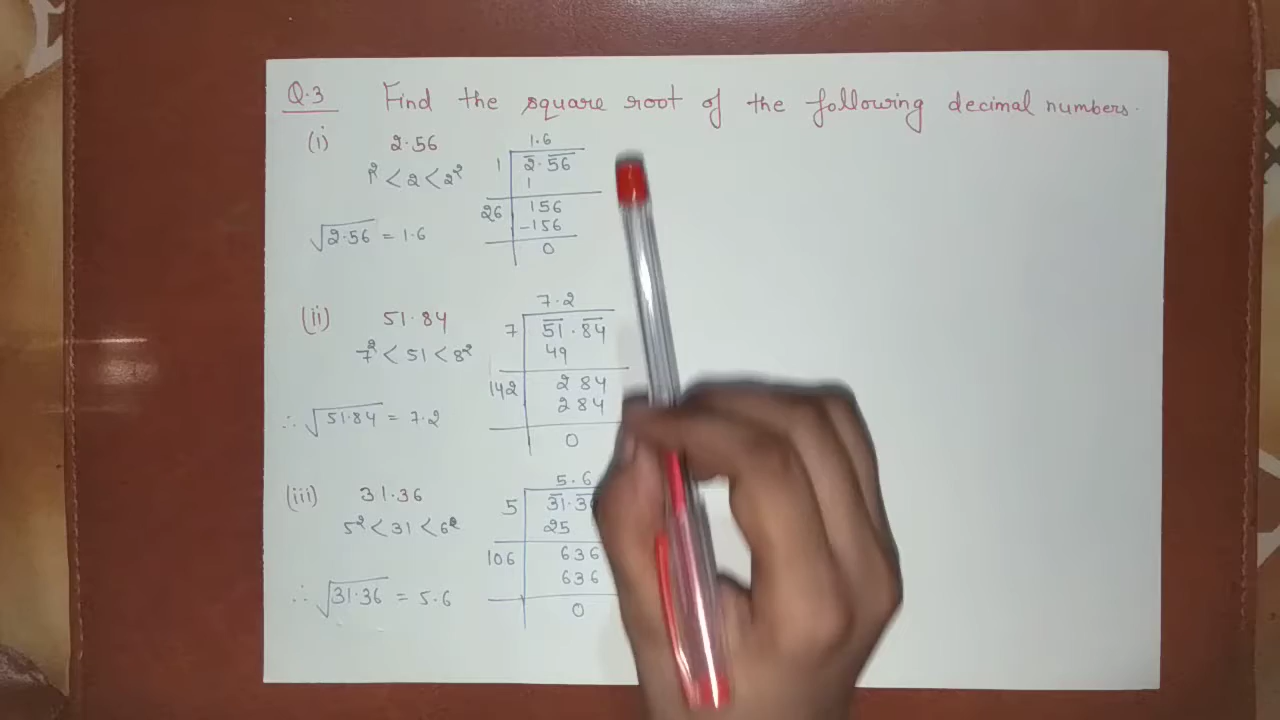 Q.3 Find the square root of the following decimal numbers.
(i) 2.56
1² < 2 < 2²
√2.56 = 1.6
1.6
1 2.56
1
26 156
-156
0
(ii) 51.84
7² < 51 < 8²
∴ √51.84 = 7.2
7.2
7 51.84
49
142 284
284
0
(iii) 31.36
5² < 31 < 6²
∴ √31.36 = 5.6
5.6
5 31.36
25
106 636
636
0